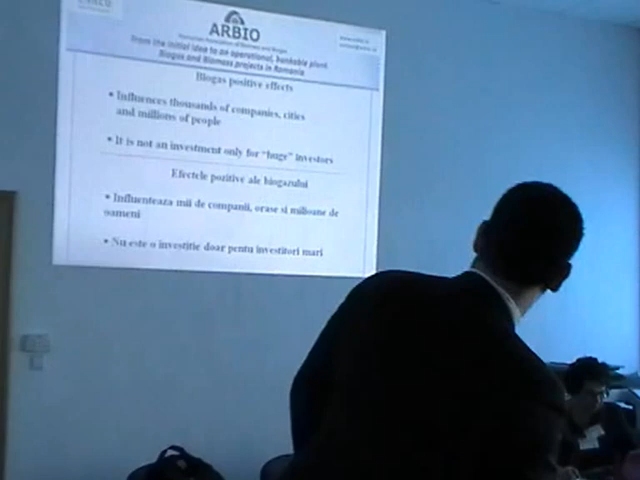 ARBIO
From the initial idea to an operational, bankable plant
Biogas and Biomass projects in Romania
Biogas positive effects
• Influences thousands of companies, cities
and millions of people
• It is not an investment only for "huge" investors
Efectele pozitive ale biogazului
• Influenteaza mii de companii, orase si milioane de
oameni
• Nu este o investitie doar pentu investitori mari